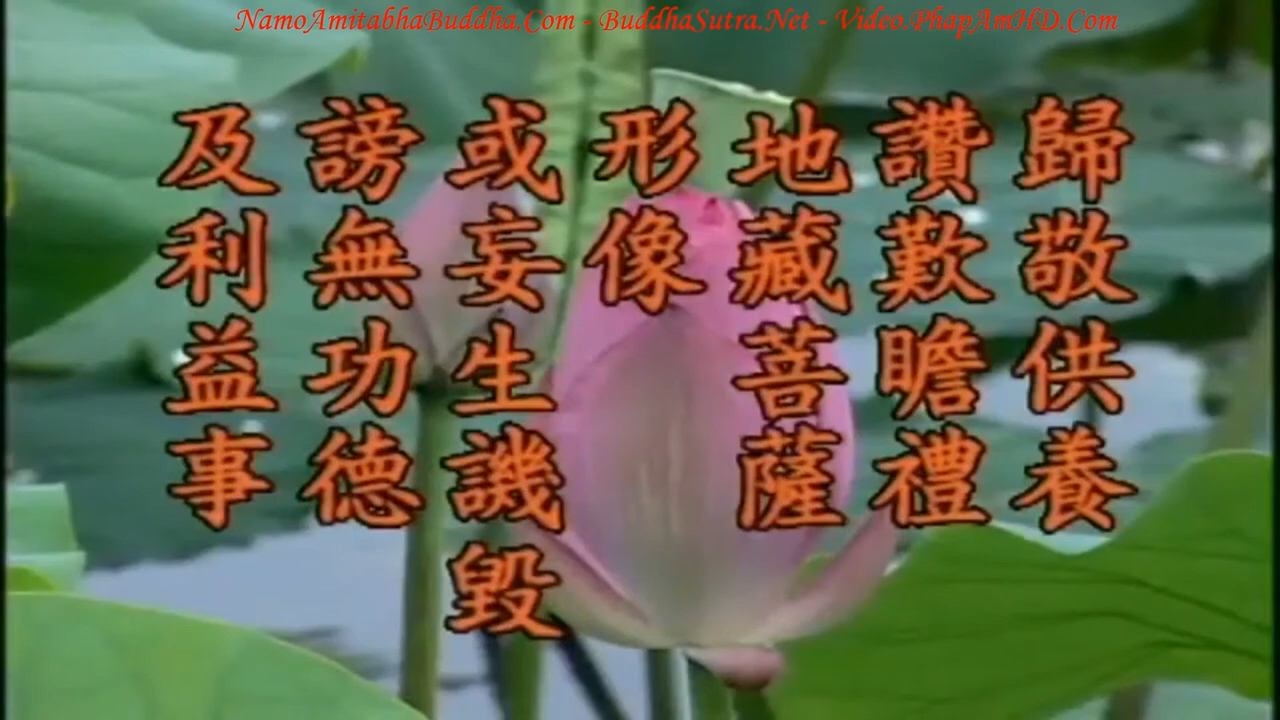 NamoAmitabhaBuddha.Com - BuddhaSutra.Net - Video.PhapAmHD.Com
歸敬供養
讚歎瞻禮
地藏菩薩
形像
或妄生譏毀
謗無功德
及利益事